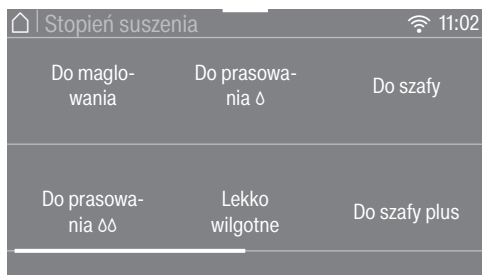 Stopień suszenia 11:02
Do maglo-
wania
Do prasowa-
nia
Do szafy
Do prasowa-
nia
Lekko
wilgotne
Do szafy plus